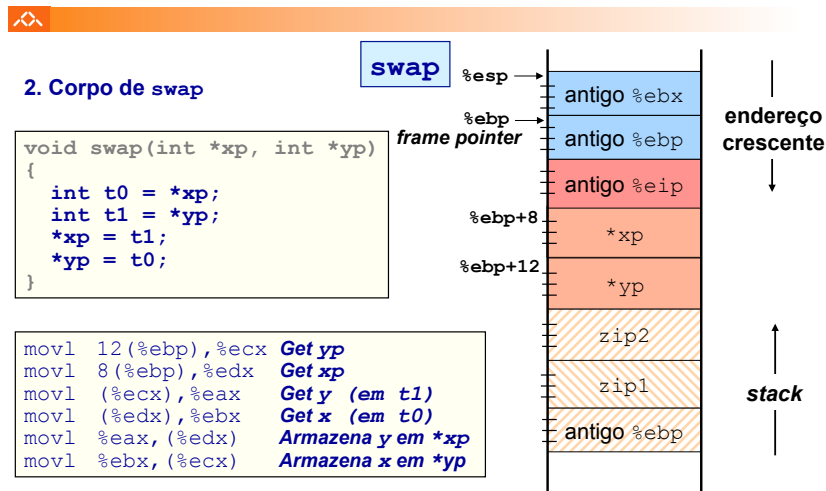 2. Corpo de swap
swap
void swap(int *xp, int *yp)
{
int t0 = *xp;
int t1 = *yp;
*xp = t1;
*yp = t0;
}
movl 12(%ebp),%ecx Get yp
movl 8(%ebp),%edx Get xp
movl (%ecx),%eax Get y (em t1)
movl (%edx),%ebx Get x (em t0)
movl %eax,(%edx) Armazena y em *xp
movl %ebx,(%ecx) Armazena x em *yp
%esp
%ebp
frame pointer
%ebp+8
%ebp+12
antigo %ebx
antigo %ebp
antigo %eip
*xp
*yp
zip2
zip1
antigo %ebp
endereço
crescente
stack